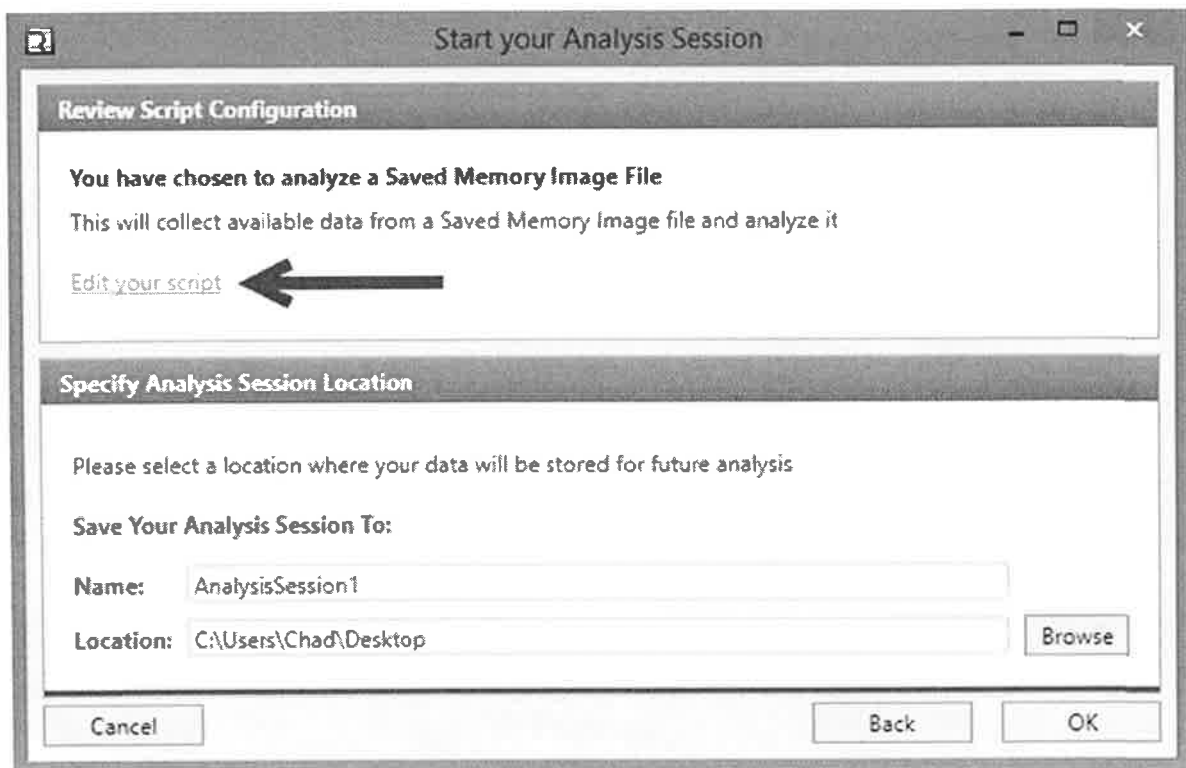 Start your Analysis Session
Review Script Configuration
You have chosen to analyze a Saved Memory Image File
This will collect available data from a Saved Memory Image file and analyze it
Edit your script
Specify Analysis Session Location
Please select a location where your data will be stored for future analysis
Save Your Analysis Session To:
Name: AnalysisSession1
Location: C:\Users\Chad\Desktop Browse
Cancel Back OK